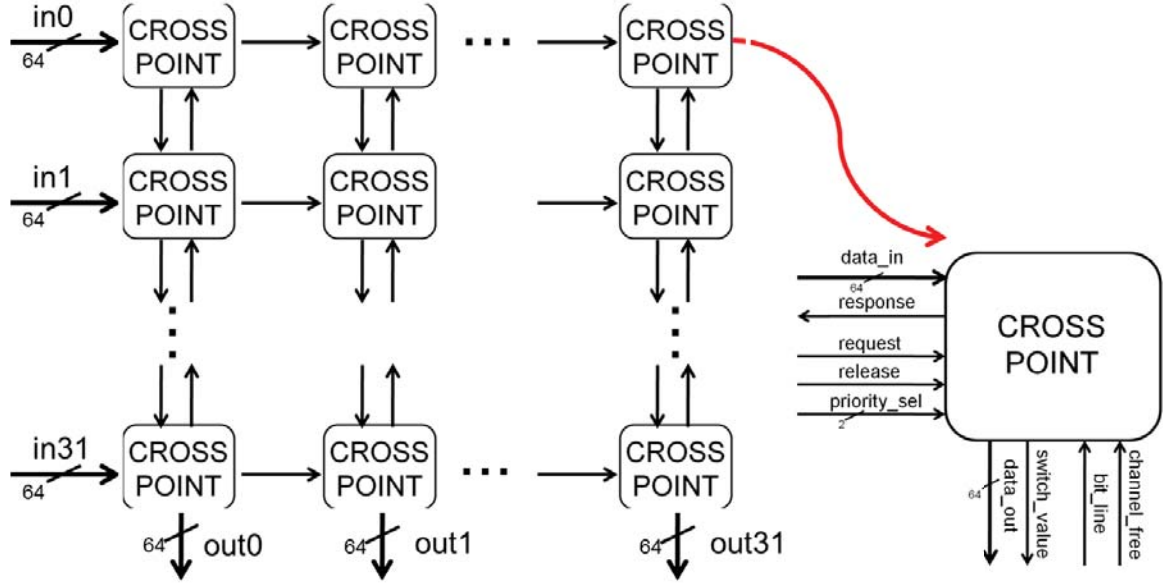 in0
64
CROSS
POINT
CROSS
POINT
...
CROSS
POINT
in1
64
CROSS
POINT
CROSS
POINT
CROSS
POINT
data_in
64
response
request
release
priority_sel
2
CROSS
POINT
64
data_out
switch_value
bit_line
channel_free
in31
64
CROSS
POINT
CROSS
POINT
...
CROSS
POINT
64
out0
64
out1
64
out31